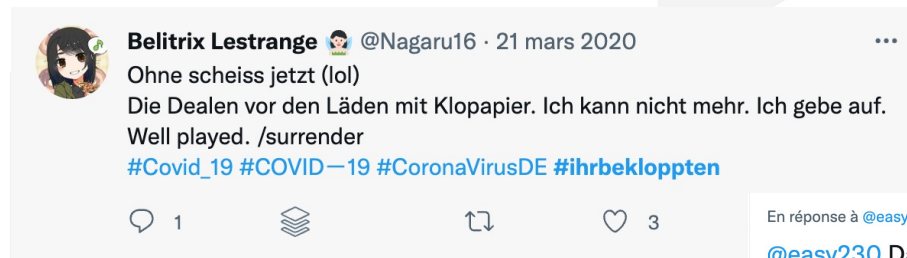 Belitrix Lestrange @Nagaru16 · 21 mars 2020
Ohne scheiss jetzt (lol)
Die Dealen vor den Läden mit Klopapier. Ich kann nicht mehr. Ich gebe auf.
Well played. /surrender
#Covid_19 #COVID—19 #CoronaVirusDE #ihrbekloppten
1 3
En réponse à @easy
@easy230